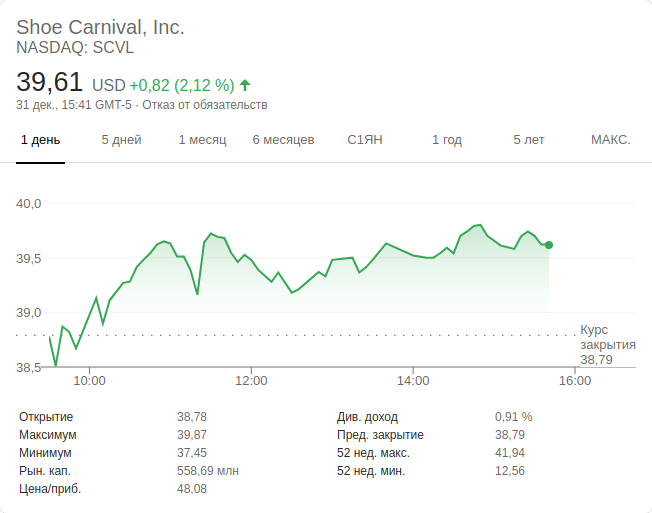 Shoe Carnival, Inc.
NASDAQ: SCVL
39,61 USD +0,82 (2,12 %)
31 дек., 15:41 GMT-5 · Отказ от обязательств
1 день 5 дней 1 месяц 6 месяцев С1ЯН 1 год 5 лет МАКС.
40,0
39,5
39,0
38,5
Курс
закрытия
38,79
10:00 12:00 14:00 16:00
Открытие 38,78 Див. доход 0,91 %
Максимум 39,87 Пред. закрытие 38,79
Минимум 37,45 52 нед. макс. 41,94
Рын. кап. 558,69 млн 52 нед. мин. 12,56
Цена/приб. 48,08